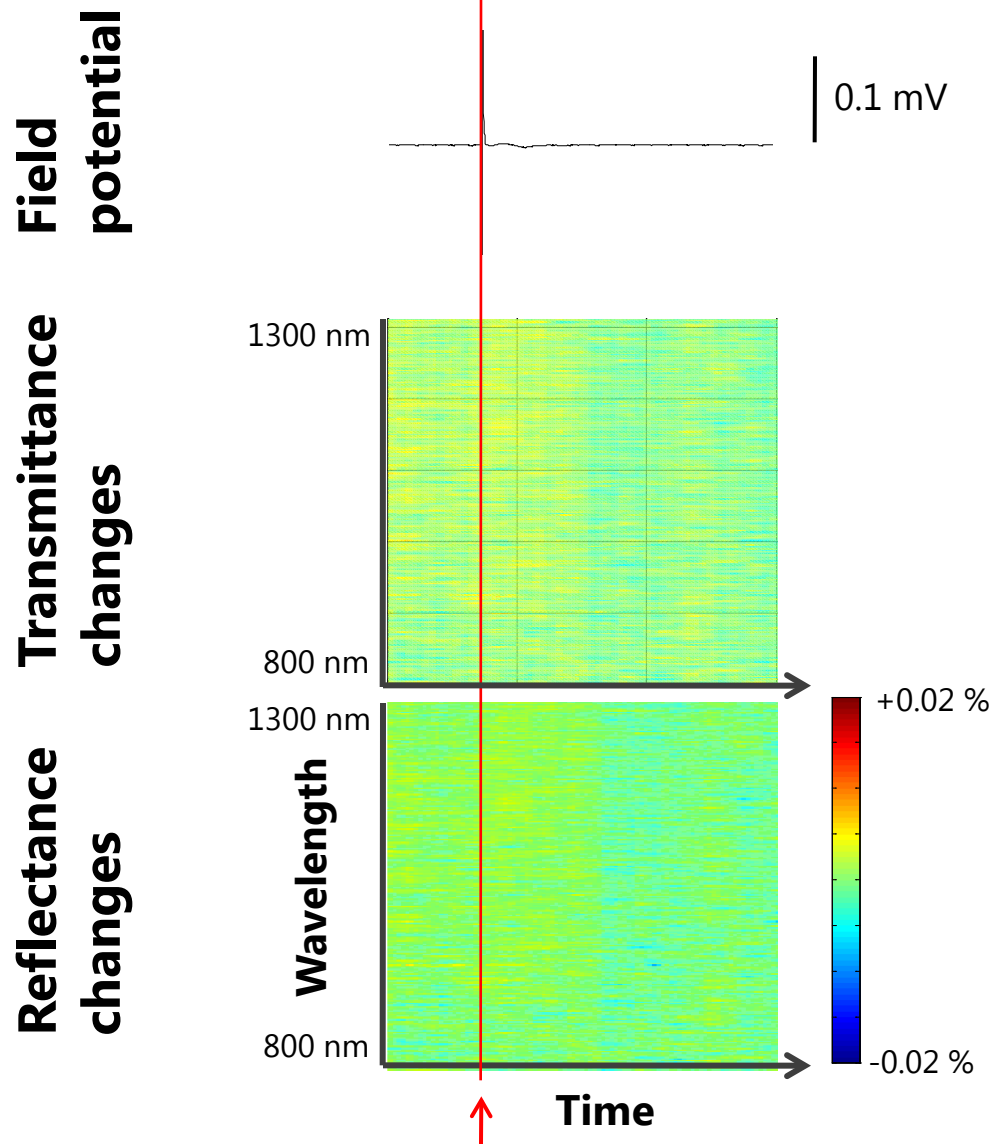 Field
potential
0.1 mV
Transmittance
changes
1300 nm
800 nm
Reflectance
changes
1300 nm
Wavelength
800 nm
+0.02 %
-0.02 %
Time